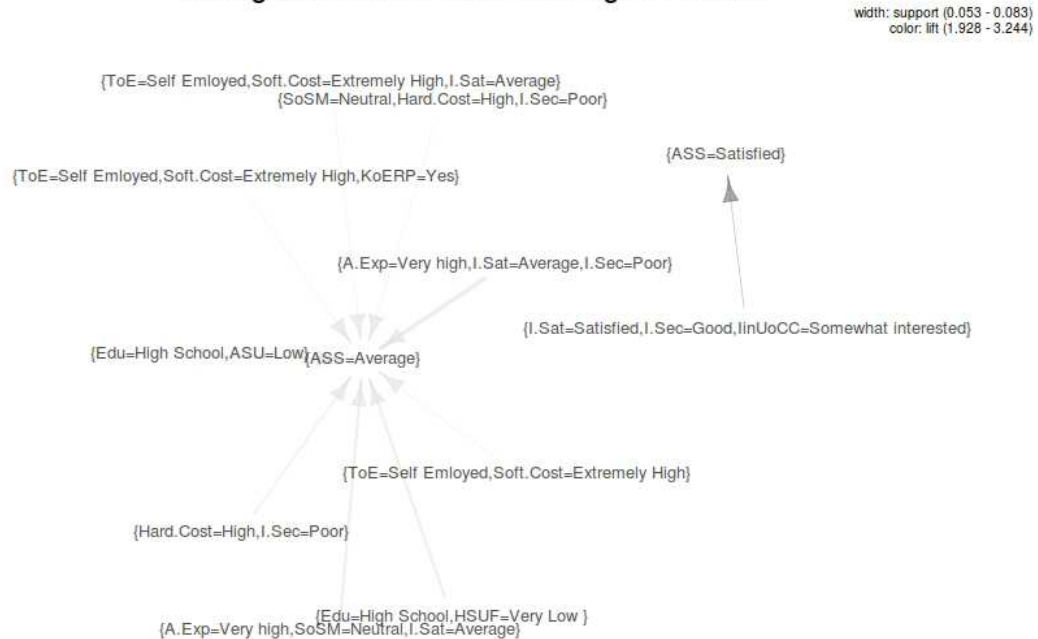 width: support (0.053 - 0.083)
color: lift (1.928 - 3.244)
{ToE=Self Emloyed,Soft.Cost=Extremely High,I.Sat=Average}
{SoSM=Neutral,Hard.Cost=High,I.Sec=Poor}
{ASS=Satisfied}
{ToE=Self Emloyed,Soft.Cost=Extremely High,KoERP=Yes}
{A.Exp=Very high,I.Sat=Average,I.Sec=Poor}
{I.Sat=Satisfied,I.Sec=Good,IinUoCC=Somewhat interested}
{Edu=High School,ASU=Low}
{ASS=Average}
{ToE=Self Emloyed,Soft.Cost=Extremely High}
{Hard.Cost=High,I.Sec=Poor}
{Edu=High School,HSUF=Very Low }
{A.Exp=Very high,SoSM=Neutral,I.Sat=Average}